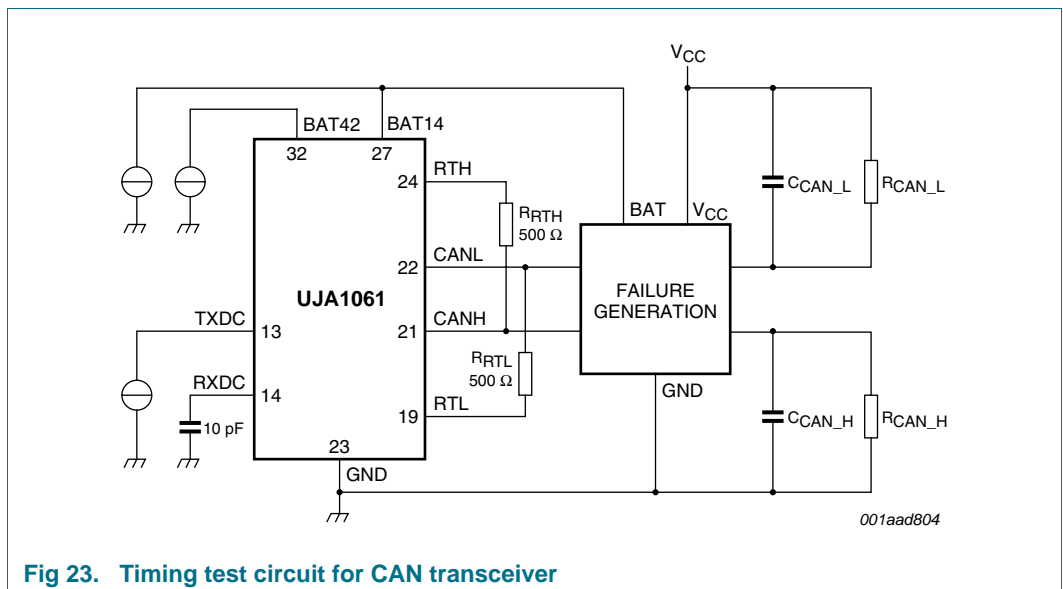 VCC
BAT42
BAT14
32
27
RTH
24
RRTH
500 Ω
BAT
VCC
CCAN_L
RCAN_L
CANL
22
UJA1061
FAILURE
GENERATION
TXDC
13
CANH
21
RRTL
500 Ω
RXDC
14
10 pF
RTL
19
GND
CCAN_H
RCAN_H
23
GND
001aad804
Fig 23. Timing test circuit for CAN transceiver